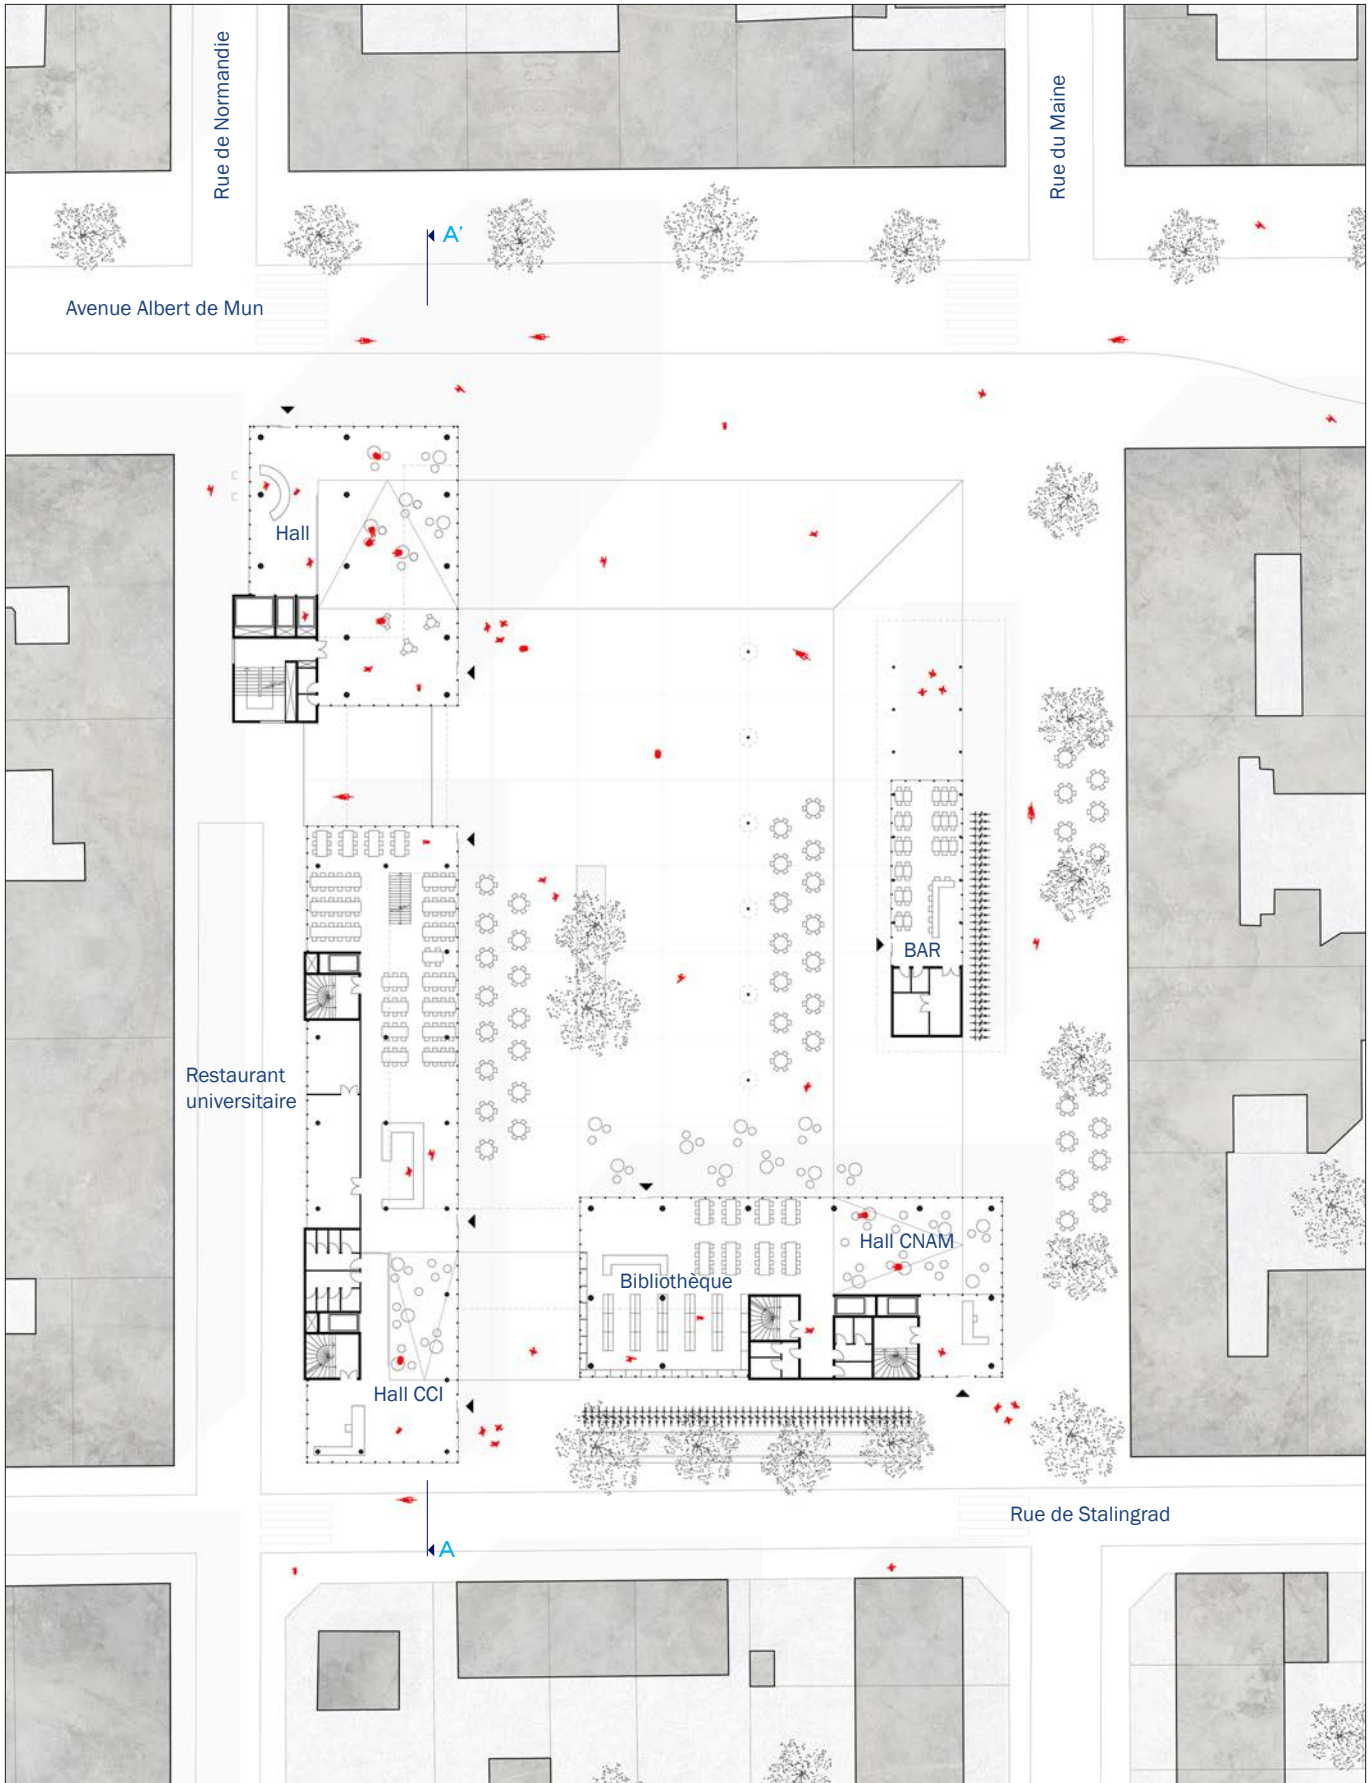 Rue de Normandie
Rue du Maine
A'
Avenue Albert de Mun
Hall
BAR
Restaurant
universitaire
Hall CNAM
Bibliothèque
Hall CCI
Rue de Stalingrad
A